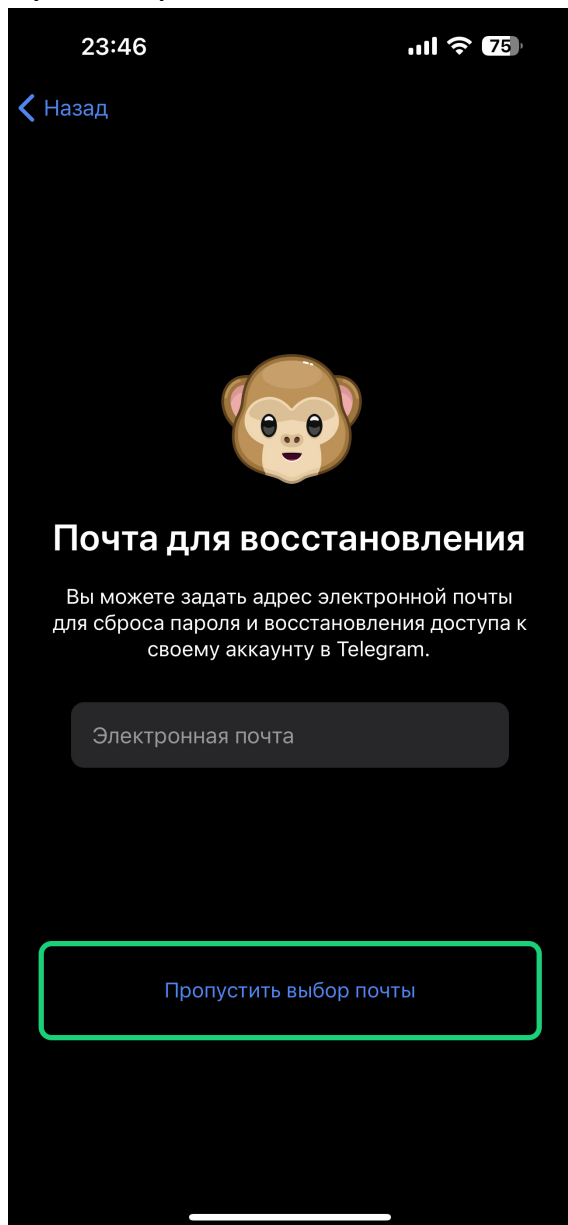 23:46
75
Назад
Почта для восстановления
Вы можете задать адрес электронной почты
для сброса пароля и восстановления доступа к
своему аккаунту в Telegram.
Электронная почта
Пропустить выбор почты